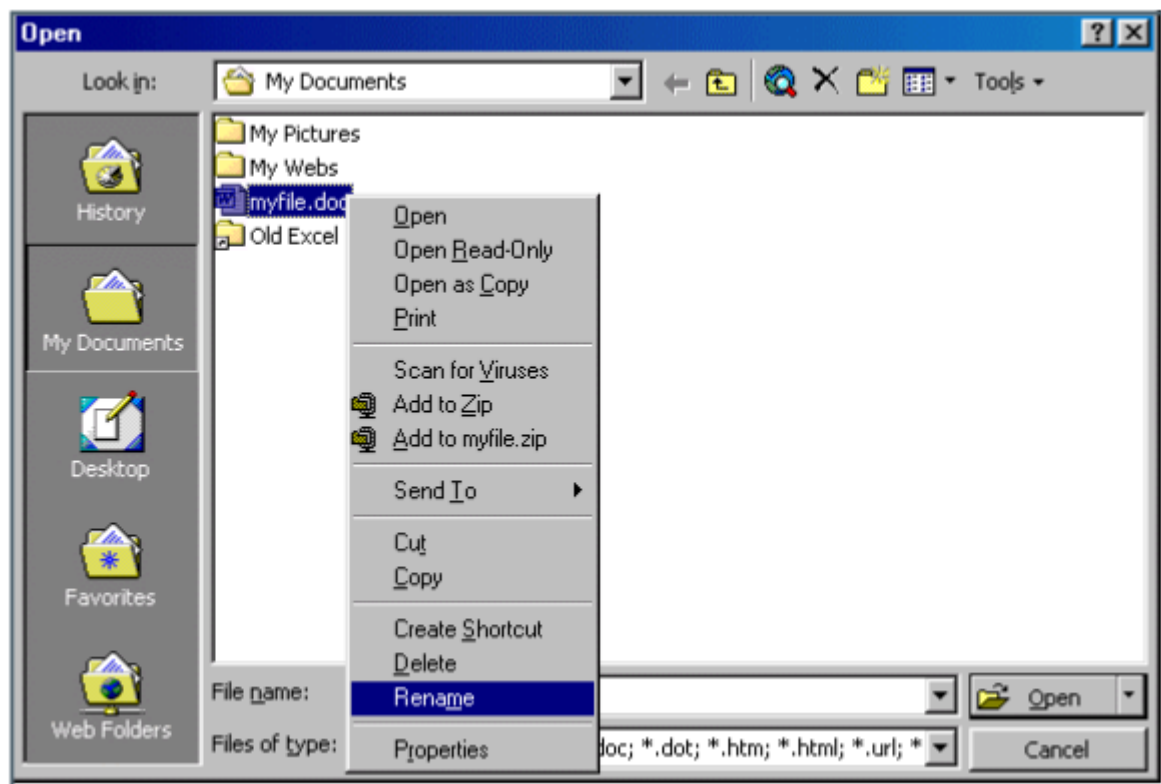 Open
Look in:
My Documents
Tools
History
My Documents
Desktop
Favorites
Web Folders
My Pictures
My Webs
myfile.doc
Old Excel
Open
Open Read-Only
Open as Copy
Print
Scan for Viruses
Add to Zip
Add to myfile.zip
Send To
Cut
Copy
Create Shortcut
Delete
Rename
Properties
File name:
Open
Files of type:
doc; *.dot; *.htm; *.html; *.url; *
Cancel